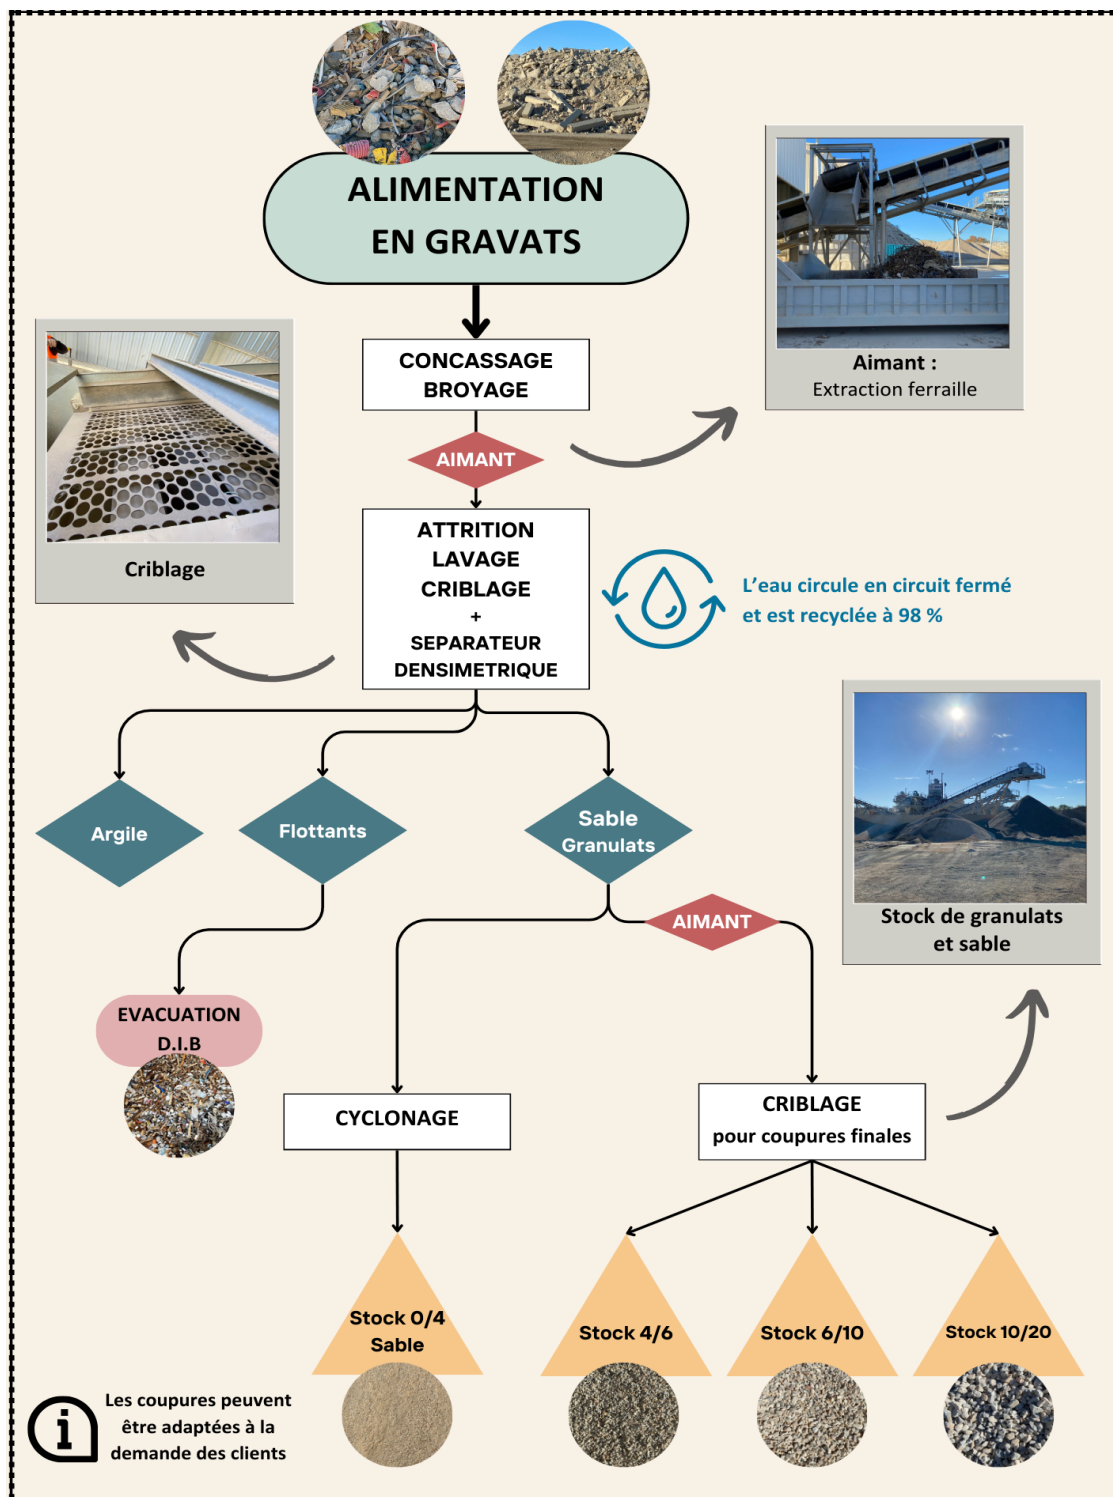 ALIMENTATION
EN GRAVATS
Aimant :
Extraction ferraille
CONCASSAGE
BROYAGE
AIMANT
Criblage
ATTRITION
LAVAGE
CRIBLAGE
+
SEPARATEUR
DENSIMETRIQUE
L'eau circule en circuit fermé
et est recyclée à 98 %
Argile
Flottants
Sable
Granulats
AIMANT
Stock de granulats
et sable
EVACUATION
D.I.B
CYCLONAGE
CRIBLAGE
pour coupures finales
Stock 0/4
Sable
Stock 4/6
Stock 6/10
Stock 10/20
i
Les coupures peuvent
être adaptées à la
demande des clients